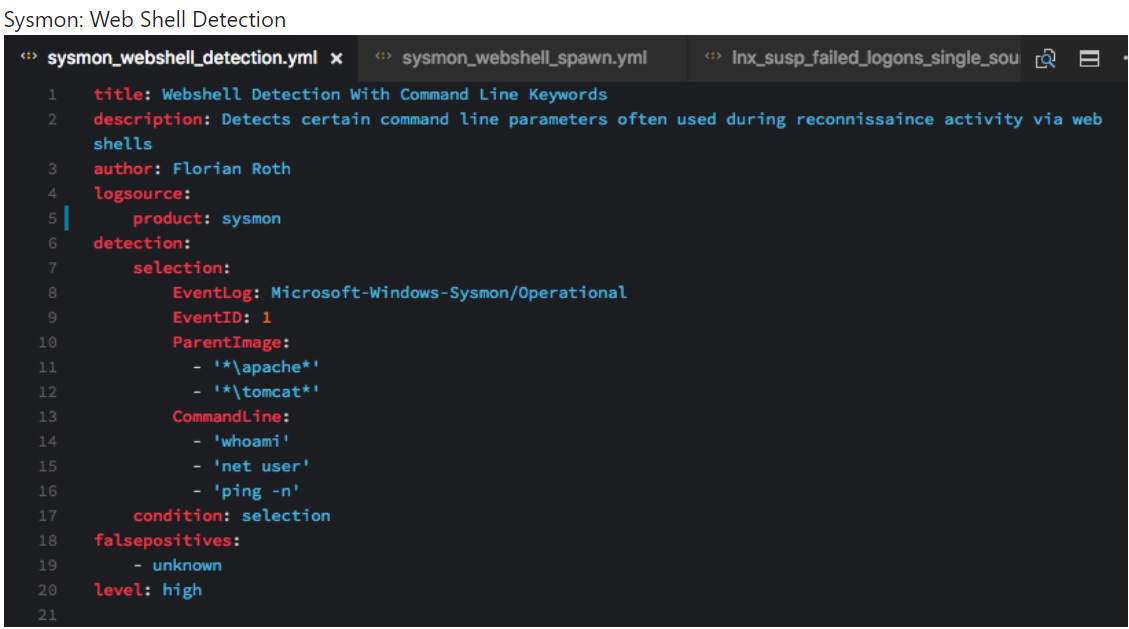 Sysmon: Web Shell Detection
sysmon_webshell_detection.yml × sysmon_webshell_spawn.yml lnx_susp_failed_logons_single_sou
1 title: Webshell Detection With Command Line Keywords
2 description: Detects certain command line parameters often used during reconnissaince activity via web
shells
3 author: Florian Roth
4 logsource:
5 product: sysmon
6 detection:
7 selection:
8 EventLog: Microsoft-Windows-Sysmon/Operational
9 EventID: 1
10 ParentImage:
11 - '*\apache*'
12 - '*\tomcat*'
13 CommandLine:
14 - 'whoami'
15 - 'net user'
16 - 'ping -n'
17 condition: selection
18 falsepositives:
19 - unknown
20 level: high
21